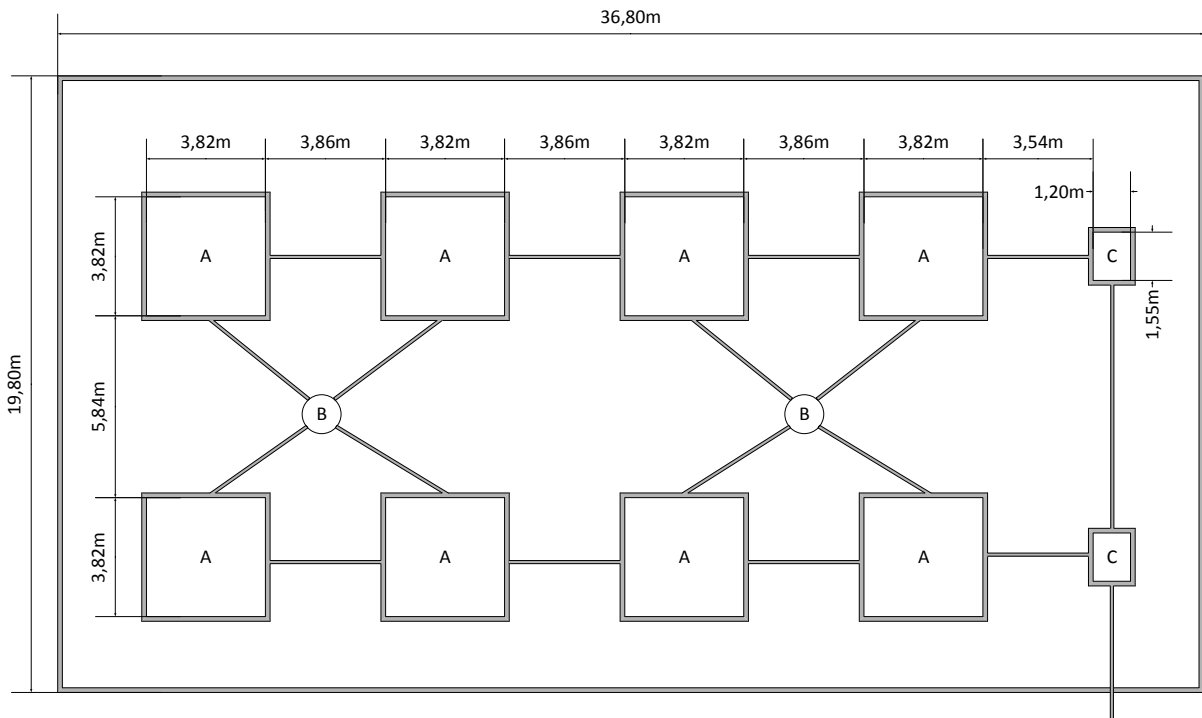 36,80m
3,82m 3,86m 3,82m 3,86m 3,82m 3,86m 3,82m 3,54m
1,20m
3,82m
A A A A C
1,55m
19,80m
5,84m
B B
3,82m
A A A A C